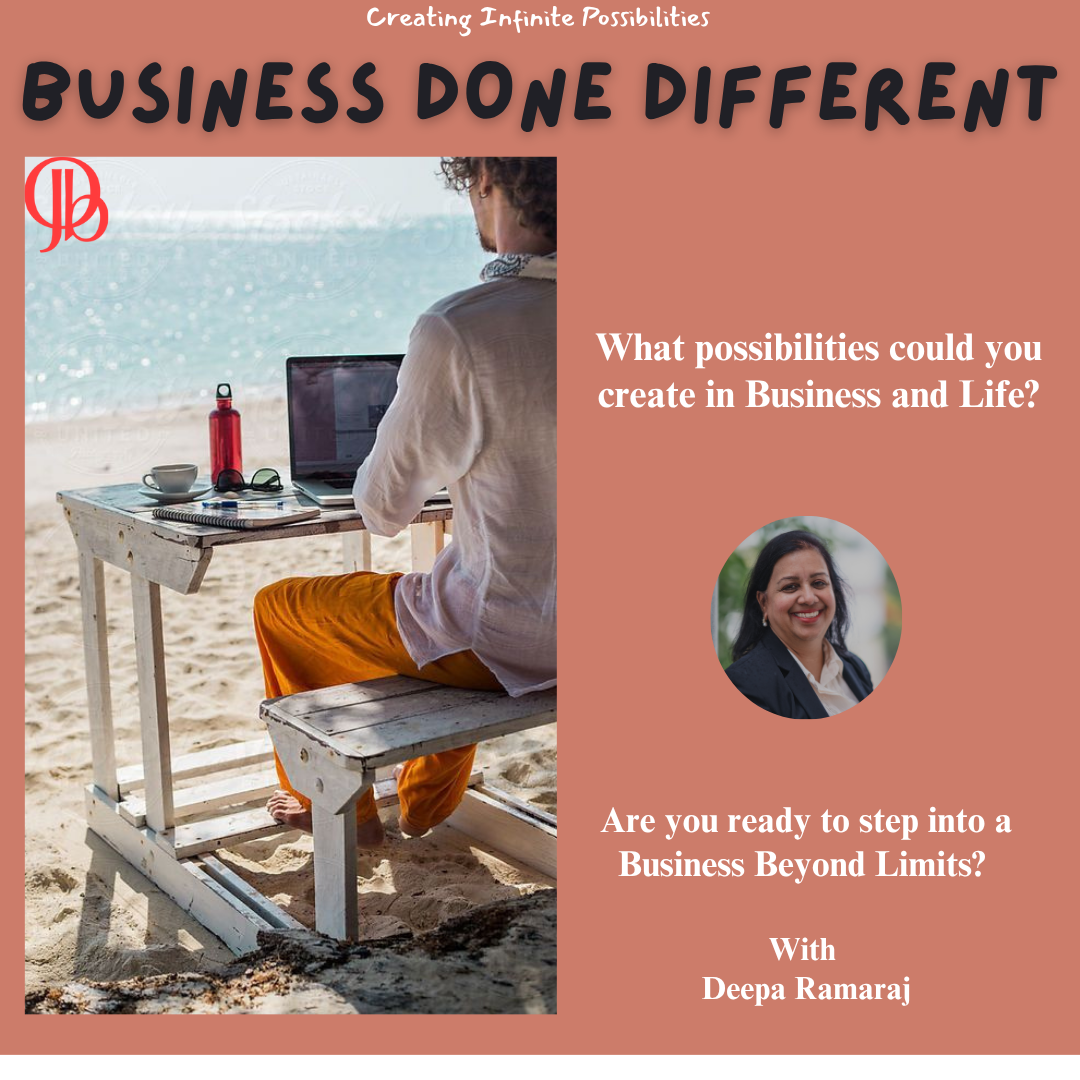 Creating Infinite Possibilities
BUSINESS DONE DIFFERENT
What possibilities could you
create in Business and Life?
Are you ready to step into a
Business Beyond Limits?
With
Deepa Ramaraj